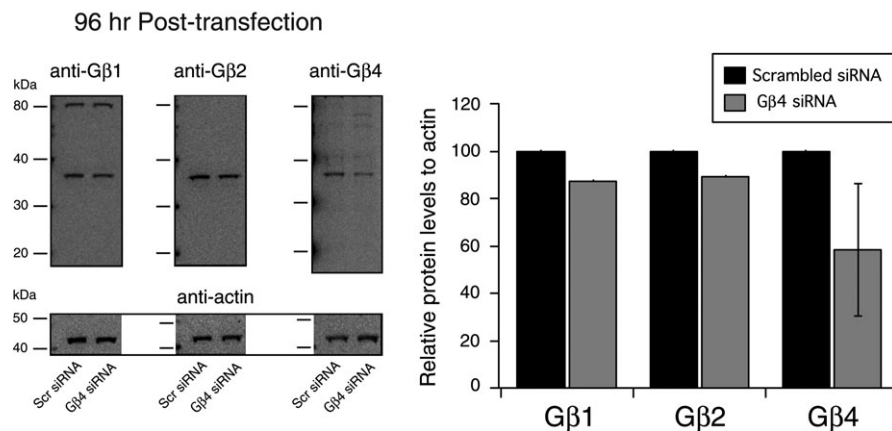 96 hr Post-transfection
anti-Gβ1 anti-Gβ2 anti-Gβ4
kDa
80
40
30
20
anti-actin
kDa
50
40
Scr siRNA
Gβ4 siRNA
Scr siRNA
Gβ4 siRNA
Scr siRNA
Gβ4 siRNA
Scrambled siRNA
Gβ4 siRNA
Relative protein levels to actin
120
100
80
60
40
20
0
Gβ1 Gβ2 Gβ4